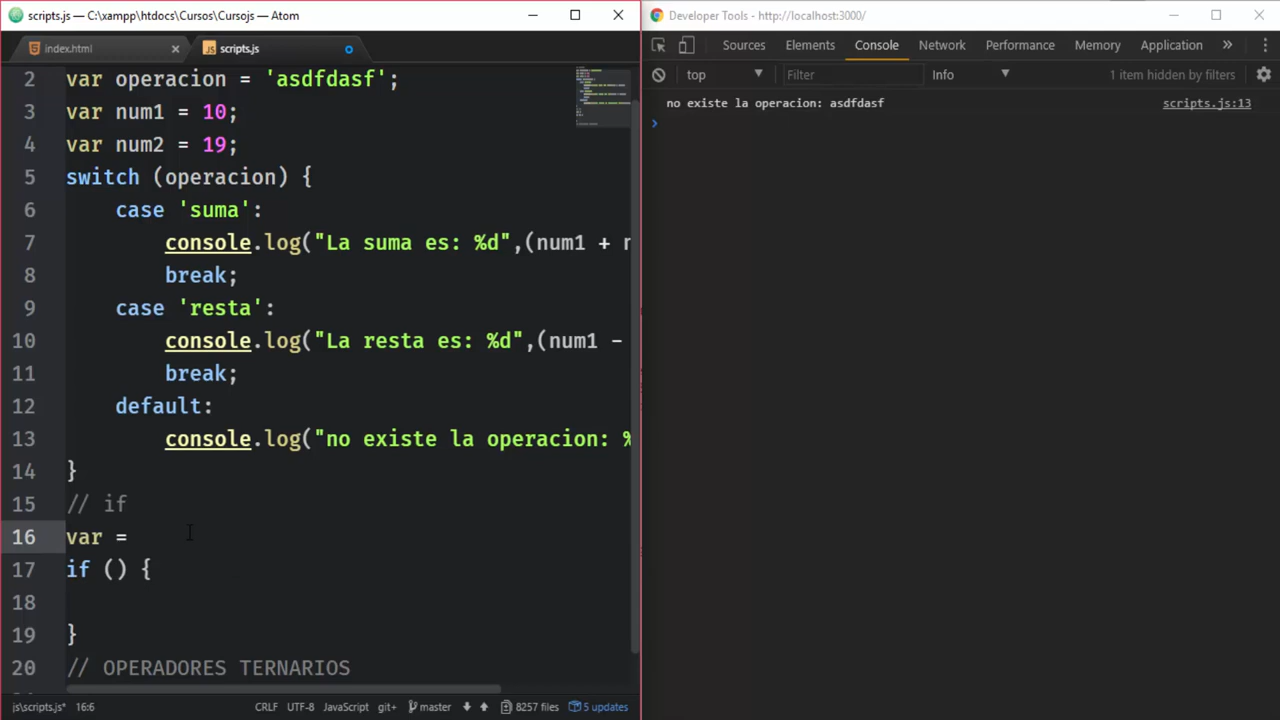 scripts.js — C:\xampp\htdocs\Cursos\Cursojs — Atom
index.html
scripts.js
2 var operacion = 'asdfdasf';
3 var num1 = 10;
4 var num2 = 19;
5 switch (operacion) {
6 case 'suma':
7 console.log("La suma es: %d",(num1 + n
8 break;
9 case 'resta':
10 console.log("La resta es: %d",(num1 -
11 break;
12 default:
13 console.log("no existe la operacion: %
14 }
15 // if
16 var =
17 if () {
18
19 }
20 // OPERADORES TERNARIOS
js\scripts.js* 16:6 CRLF UTF-8 JavaScript git+ master 8257 files 5 updates
Developer Tools - http://localhost:3000/
Sources Elements Console Network Performance Memory Application »
top Filter Info 1 item hidden by filters
no existe la operacion: asdfdasf scripts.js:13